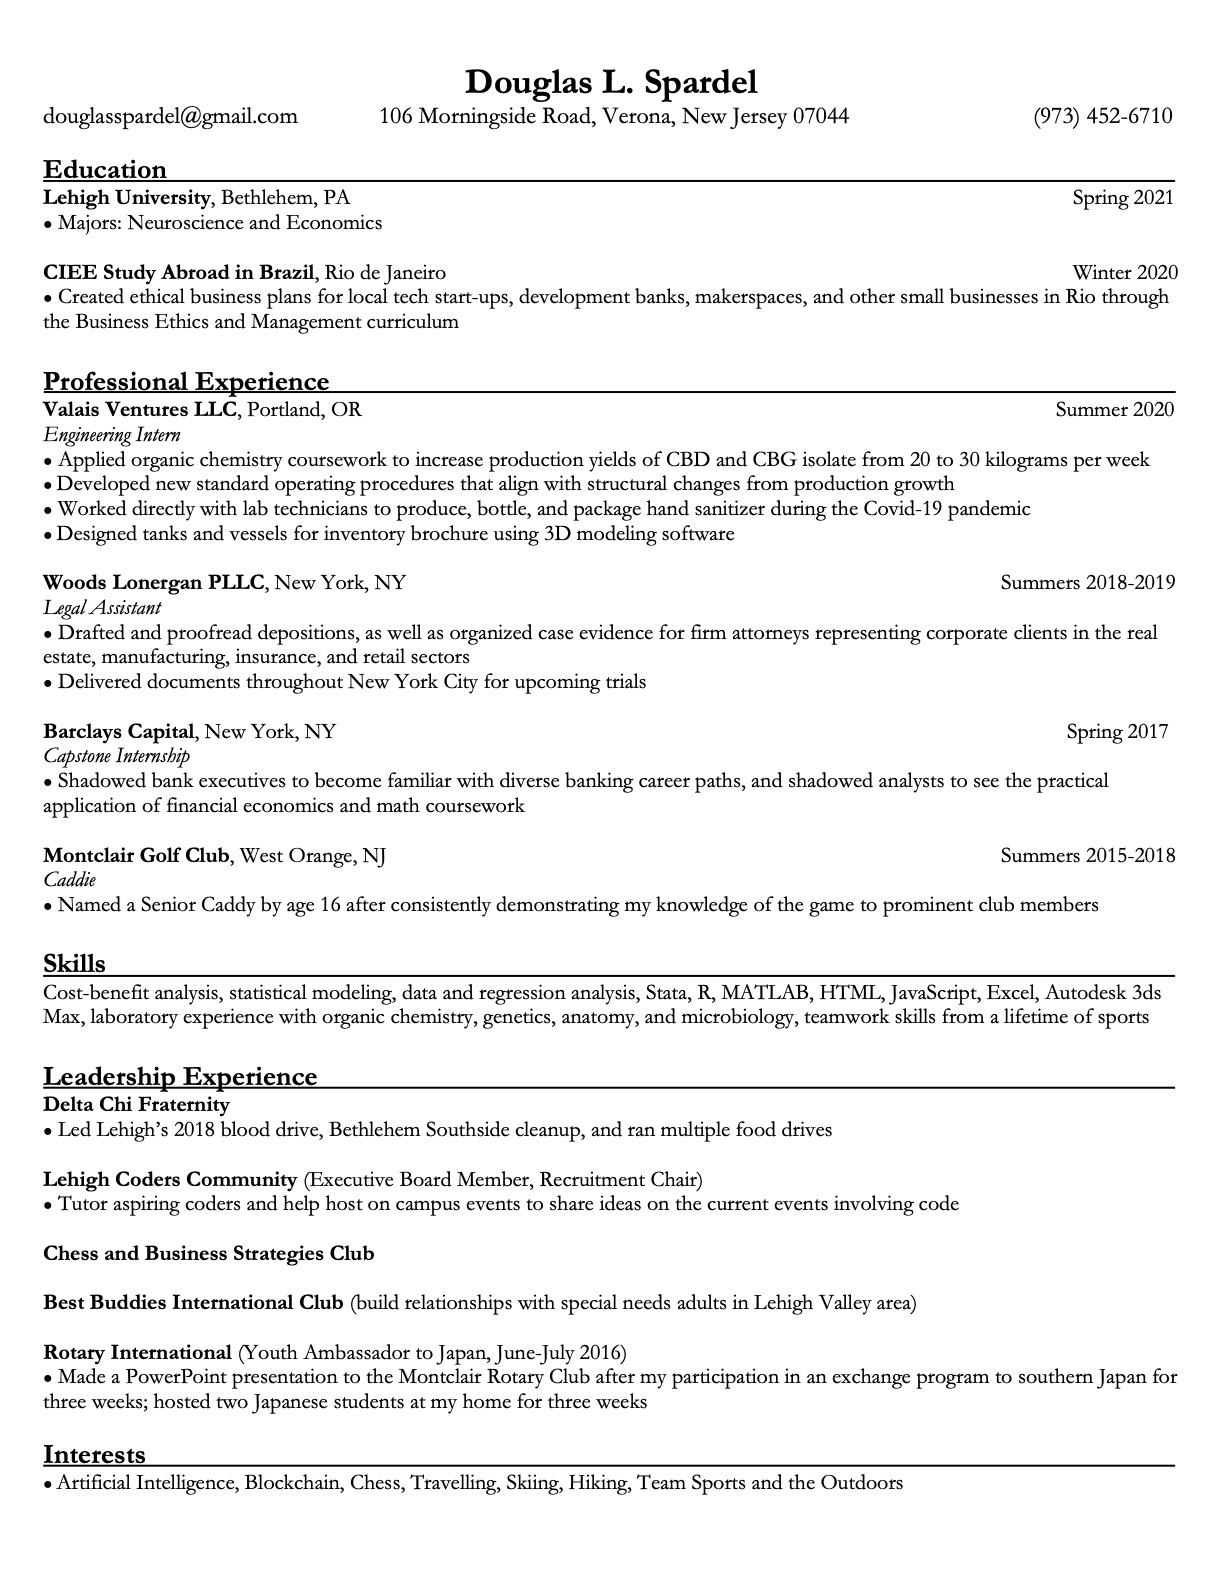 Douglas L. Spardel
douglasspardel@gmail.com 106 Morningside Road, Verona, New Jersey 07044 (973) 452-6710
Education
Lehigh University, Bethlehem, PA Spring 2021
• Majors: Neuroscience and Economics
CIEE Study Abroad in Brazil, Rio de Janeiro Winter 2020
• Created ethical business plans for local tech start-ups, development banks, makerspaces, and other small businesses in Rio through
the Business Ethics and Management curriculum
Professional Experience
Valais Ventures LLC, Portland, OR Summer 2020
Engineering Intern
• Applied organic chemistry coursework to increase production yields of CBD and CBG isolate from 20 to 30 kilograms per week
• Developed new standard operating procedures that align with structural changes from production growth
• Worked directly with lab technicians to produce, bottle, and package hand sanitizer during the Covid-19 pandemic
• Designed tanks and vessels for inventory brochure using 3D modeling software
Woods Lonergan PLLC, New York, NY Summers 2018-2019
Legal Assistant
• Drafted and proofread depositions, as well as organized case evidence for firm attorneys representing corporate clients in the real
estate, manufacturing, insurance, and retail sectors
• Delivered documents throughout New York City for upcoming trials
Barclays Capital, New York, NY Spring 2017
Capstone Internship
• Shadowed bank executives to become familiar with diverse banking career paths, and shadowed analysts to see the practical
application of financial economics and math coursework
Montclair Golf Club, West Orange, NJ Summers 2015-2018
Caddie
• Named a Senior Caddy by age 16 after consistently demonstrating my knowledge of the game to prominent club members
Skills
Cost-benefit analysis, statistical modeling, data and regression analysis, Stata, R, MATLAB, HTML, JavaScript, Excel, Autodesk 3ds
Max, laboratory experience with organic chemistry, genetics, anatomy, and microbiology, teamwork skills from a lifetime of sports
Leadership Experience
Delta Chi Fraternity
• Led Lehigh's 2018 blood drive, Bethlehem Southside cleanup, and ran multiple food drives
Lehigh Coders Community (Executive Board Member, Recruitment Chair)
• Tutor aspiring coders and help host on campus events to share ideas on the current events involving code
Chess and Business Strategies Club
Best Buddies International Club (build relationships with special needs adults in Lehigh Valley area)
Rotary International (Youth Ambassador to Japan, June-July 2016)
• Made a PowerPoint presentation to the Montclair Rotary Club after my participation in an exchange program to southern Japan for
three weeks; hosted two Japanese students at my home for three weeks
Interests
• Artificial Intelligence, Blockchain, Chess, Travelling, Skiing, Hiking, Team Sports and the Outdoors